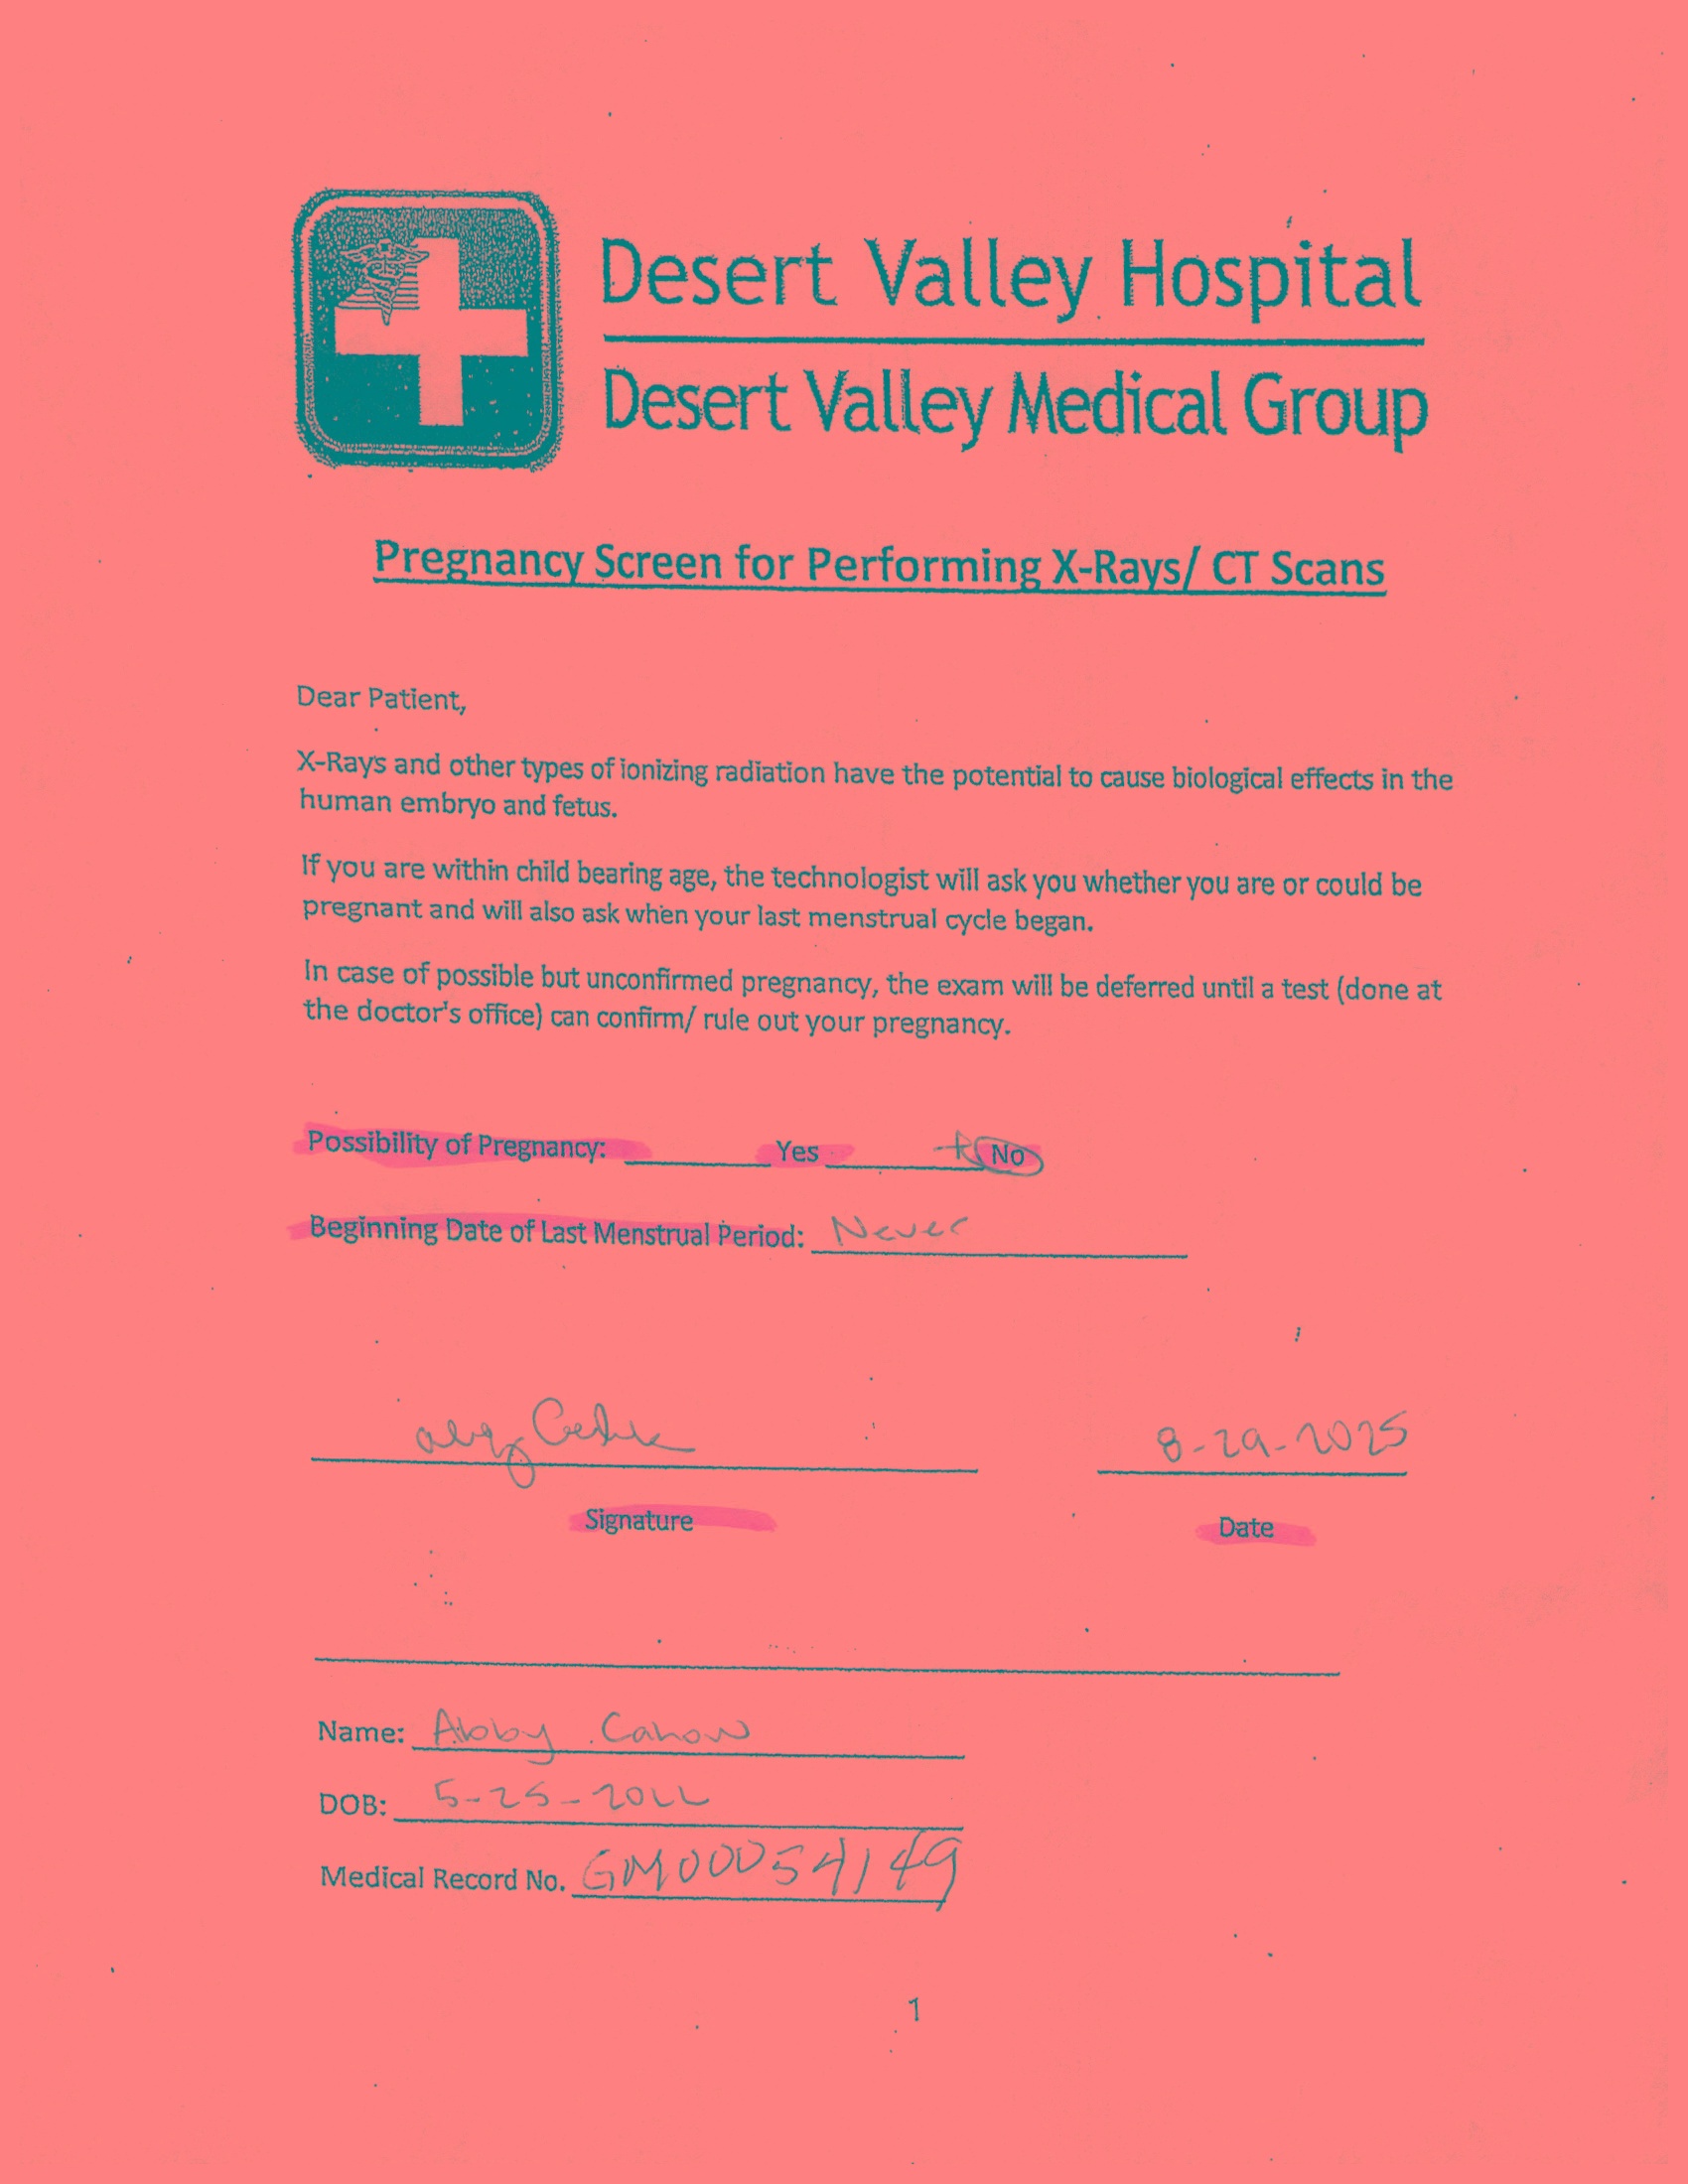 Desert Valley Hospital
Desert Valley Medical Group
Pregnancy Screen for Performing X-Rays/ CT Scans
Dear Patient,
X-Rays and other types of ionizing radiation have the potential to cause biological effects in the
human embryo and fetus.
If you are within child bearing age, the technologist will ask you whether you are or could be
pregnant and will also ask when your last menstrual cycle began.
In case of possible but unconfirmed pregnancy, the exam will be deferred until a test (done at
the doctor's office) can confirm/ rule out your pregnancy.
Possibility of Pregnancy: Yes No
Beginning Date of Last Menstrual Period: Never
8-29-2025
Signature Date
Name: Abby Cahow
DOB: 5-25-2022
Medical Record No. GM00054149
1